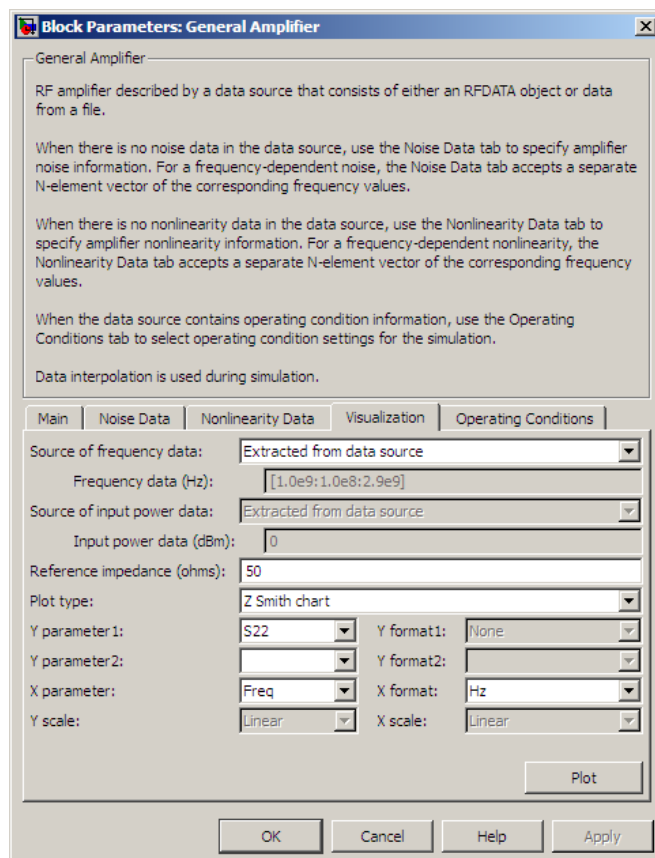 Block Parameters: General Amplifier
General Amplifier
RF amplifier described by a data source that consists of either an RFDATA object or data
from a file.
When there is no noise data in the data source, use the Noise Data tab to specify amplifier
noise information. For a frequency-dependent noise, the Noise Data tab accepts a separate
N-element vector of the corresponding frequency values.
When there is no nonlinearity data in the data source, use the Nonlinearity Data tab to
specify amplifier nonlinearity information. For a frequency-dependent nonlinearity, the
Nonlinearity Data tab accepts a separate N-element vector of the corresponding frequency
values.
When the data source contains operating condition information, use the Operating
Conditions tab to select operating condition settings for the simulation.
Data interpolation is used during simulation.
Main Noise Data Nonlinearity Data Visualization Operating Conditions
Source of frequency data: Extracted from data source
Frequency data (Hz): [1.0e9:1.0e8:2.9e9]
Source of input power data: Extracted from data source
Input power data (dBm): 0
Reference impedance (ohms): 50
Plot type: Z Smith chart
Y parameter1: S22 Y format1: None
Y parameter2: Y format2:
X parameter: Freq X format: Hz
Y scale: Linear X scale: Linear
Plot
OK Cancel Help Apply